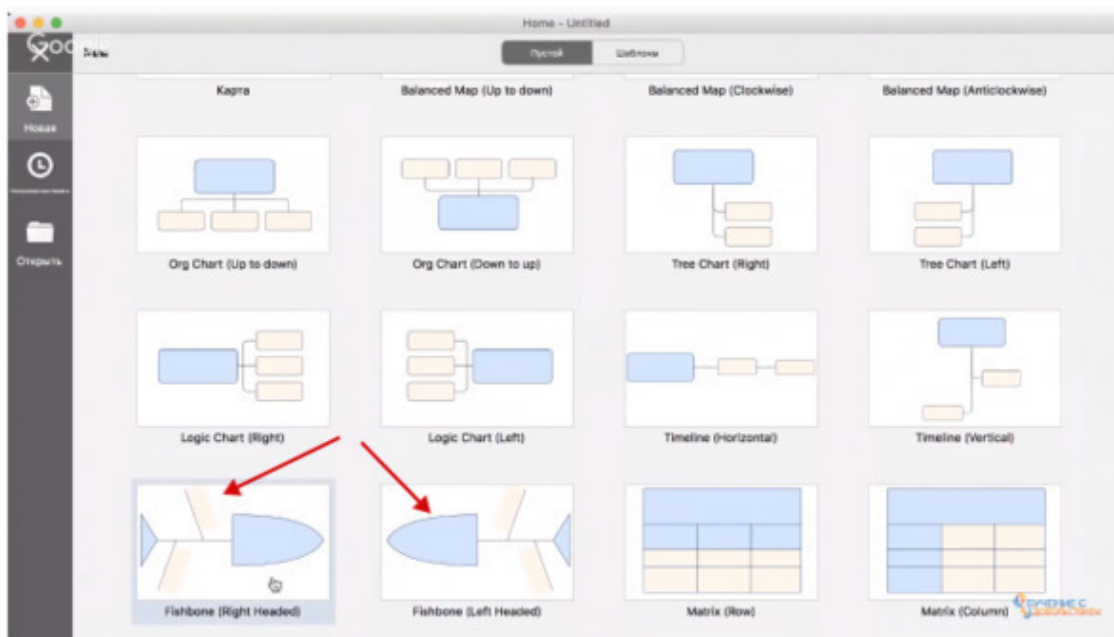 Home - Untitled
Пустой
Шаблоны
Новая
Открыть
Карта
Balanced Map (Up to down)
Balanced Map (Clockwise)
Balanced Map (Anticlockwise)
Org Chart (Up to down)
Org Chart (Down to up)
Tree Chart (Right)
Tree Chart (Left)
Logic Chart (Right)
Logic Chart (Left)
Timeline (Horizontal)
Timeline (Vertical)
Fishbone (Right Headed)
Fishbone (Left Headed)
Matrix (Row)
Matrix (Column)